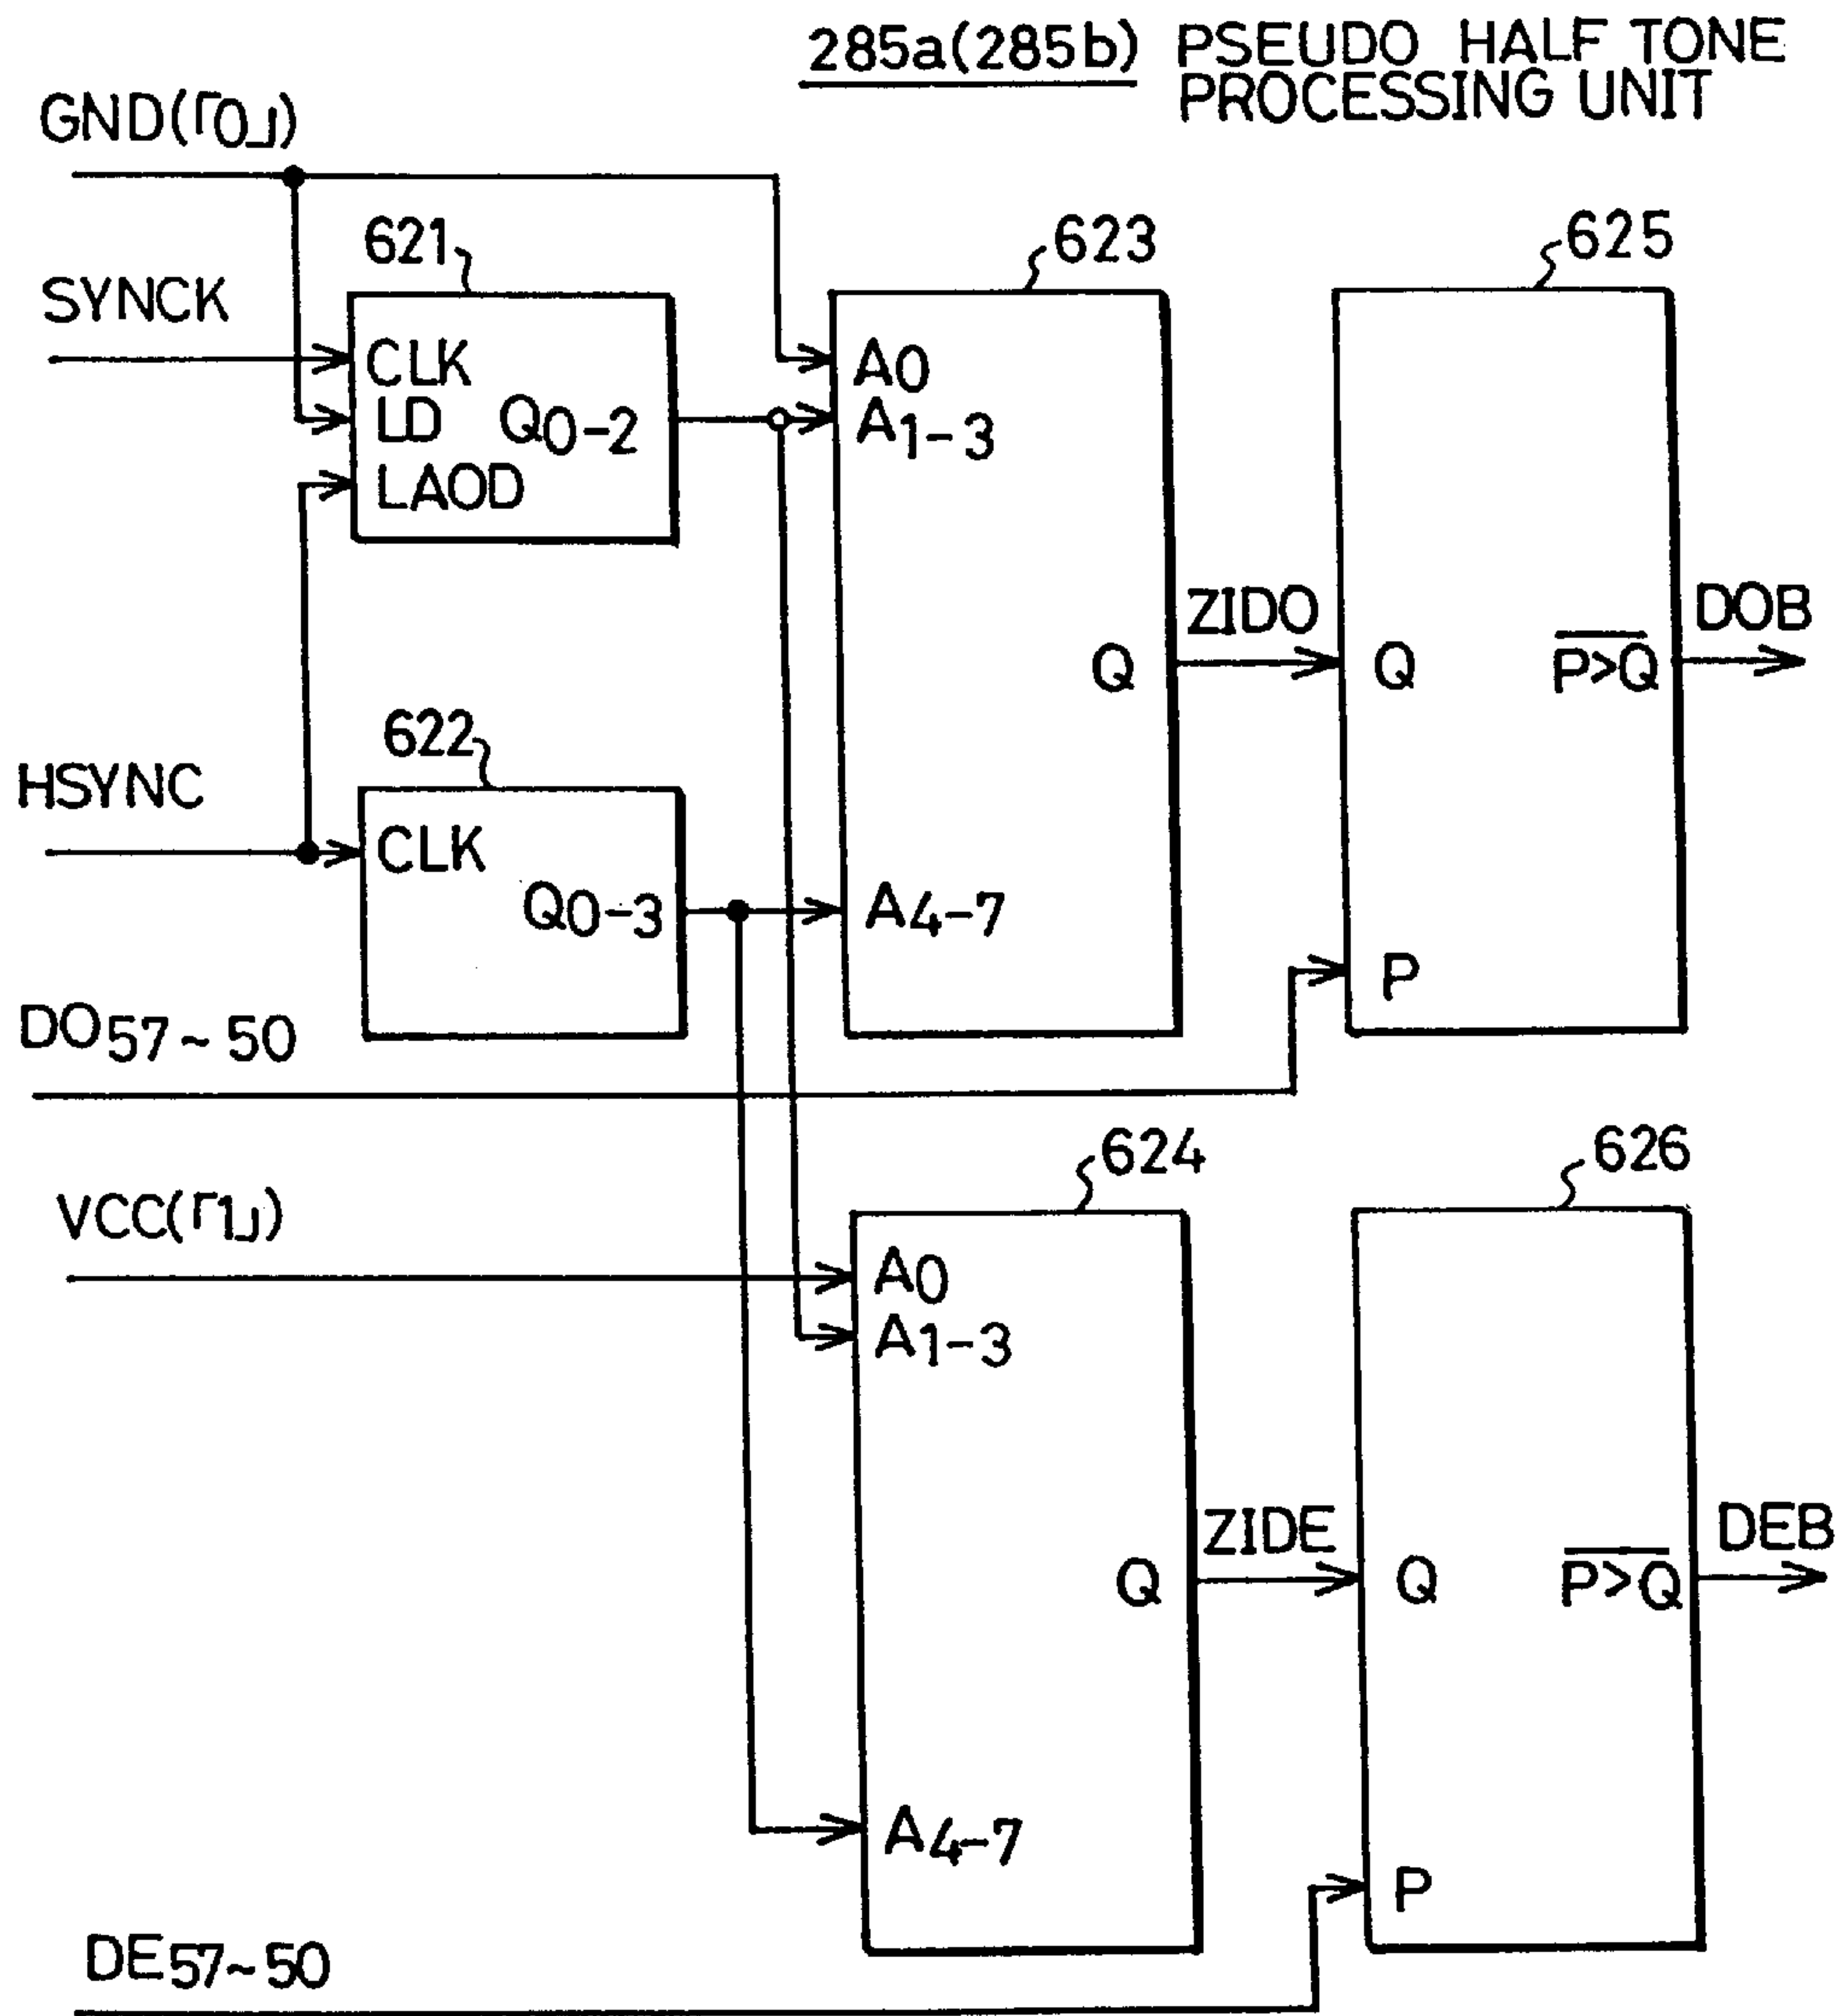 285a(285b) PSEUDO HALF TONE
PROCESSING UNIT
GND(「0」)
621
623
625
SYNCK
CLK
LD Q0-2
LAOD
A0
A1-3
Q
ZIDO
Q
P>Q
DOB
622
HSYNC
CLK
Q0-3
A4-7
P
DO57~50
624
626
VCC(「1」)
A0
A1-3
Q
ZIDE
Q
P>Q
DEB
A4-7
P
DE57~50